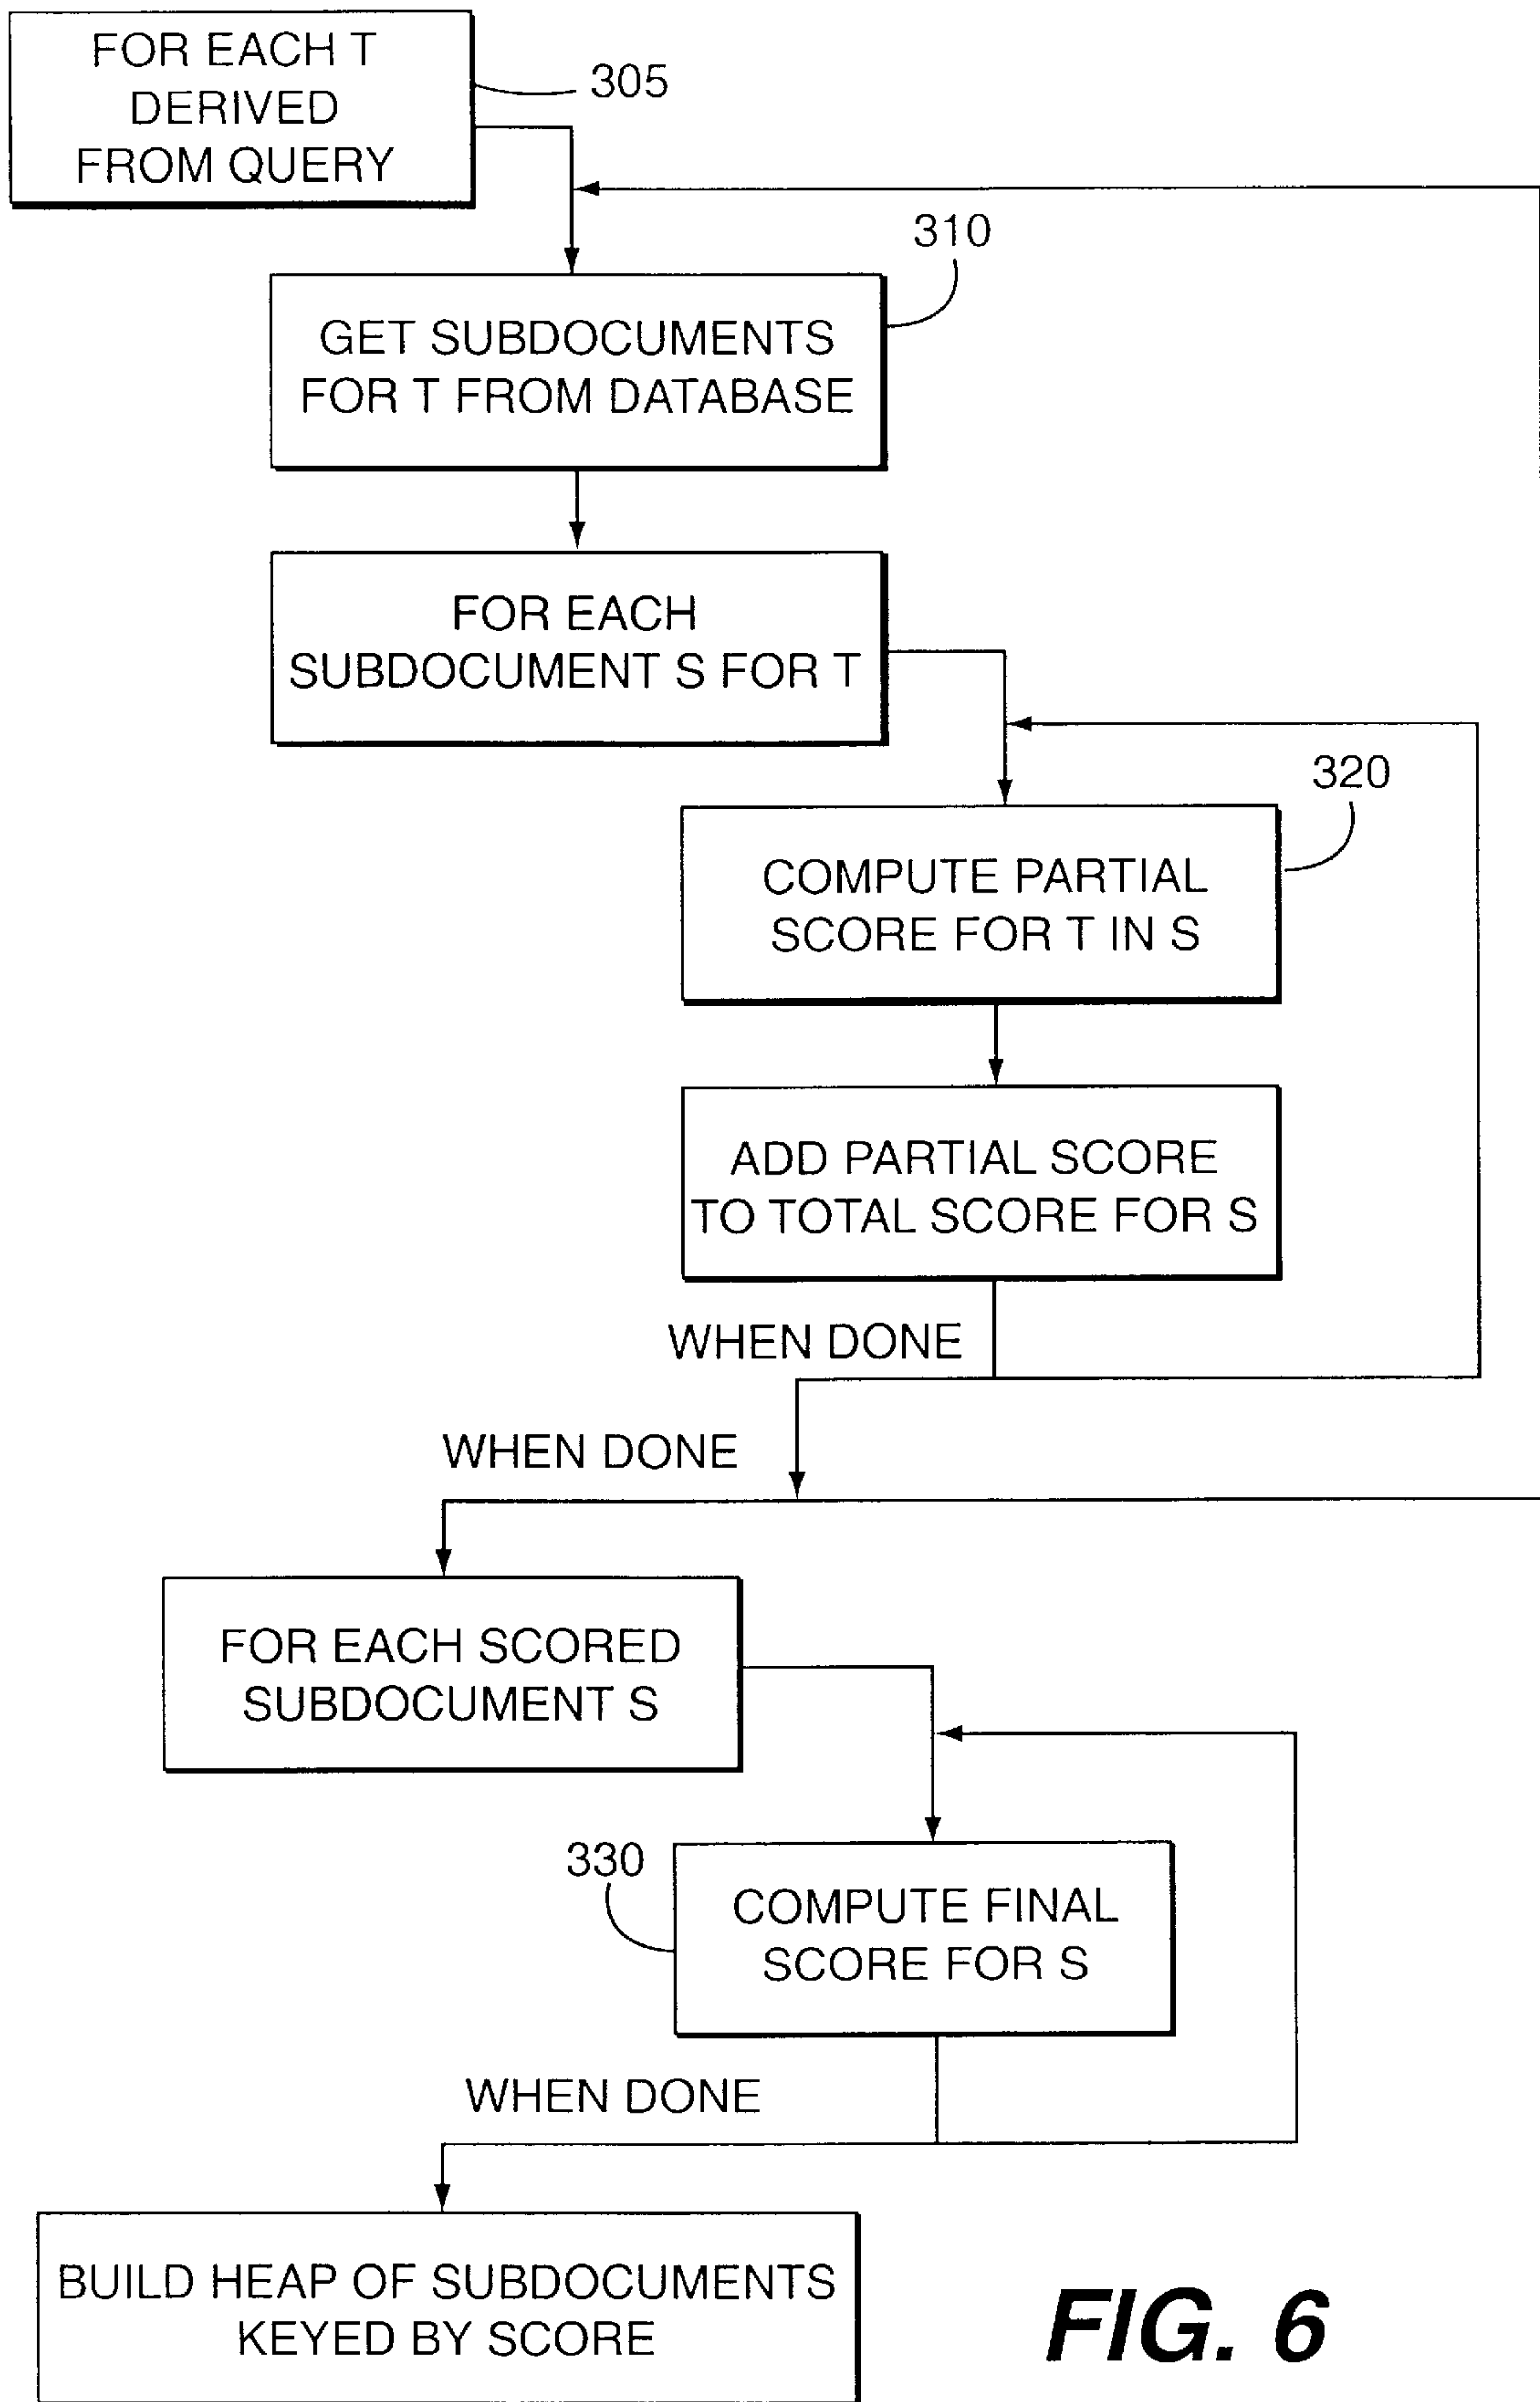 FOR EACH T
DERIVED
FROM QUERY
305
310
GET SUBDOCUMENTS
FOR T FROM DATABASE
FOR EACH
SUBDOCUMENT S FOR T
320
COMPUTE PARTIAL
SCORE FOR T IN S
ADD PARTIAL SCORE
TO TOTAL SCORE FOR S
WHEN DONE
WHEN DONE
FOR EACH SCORED
SUBDOCUMENT S
330
COMPUTE FINAL
SCORE FOR S
WHEN DONE
BUILD HEAP OF SUBDOCUMENTS
KEYED BY SCORE
FIG. 6